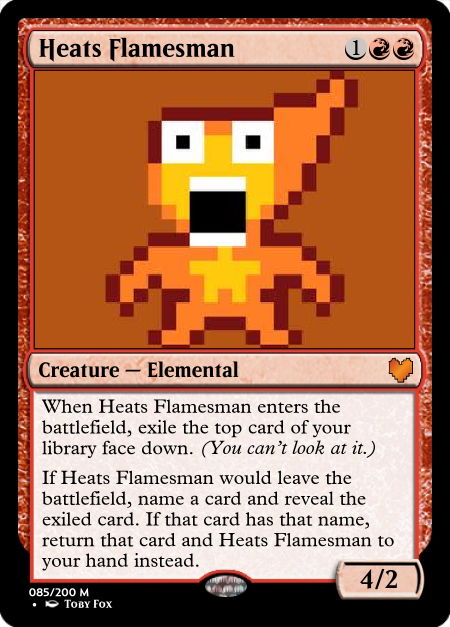 Heats Flamesman 1
Creature — Elemental
When Heats Flamesman enters the
battlefield, exile the top card of your
library face down. (You can't look at it.)
If Heats Flamesman would leave the
battlefield, name a card and reveal the
exiled card. If that card has that name,
return that card and Heats Flamesman to
your hand instead.
4/2
085/200 M
• Toby Fox